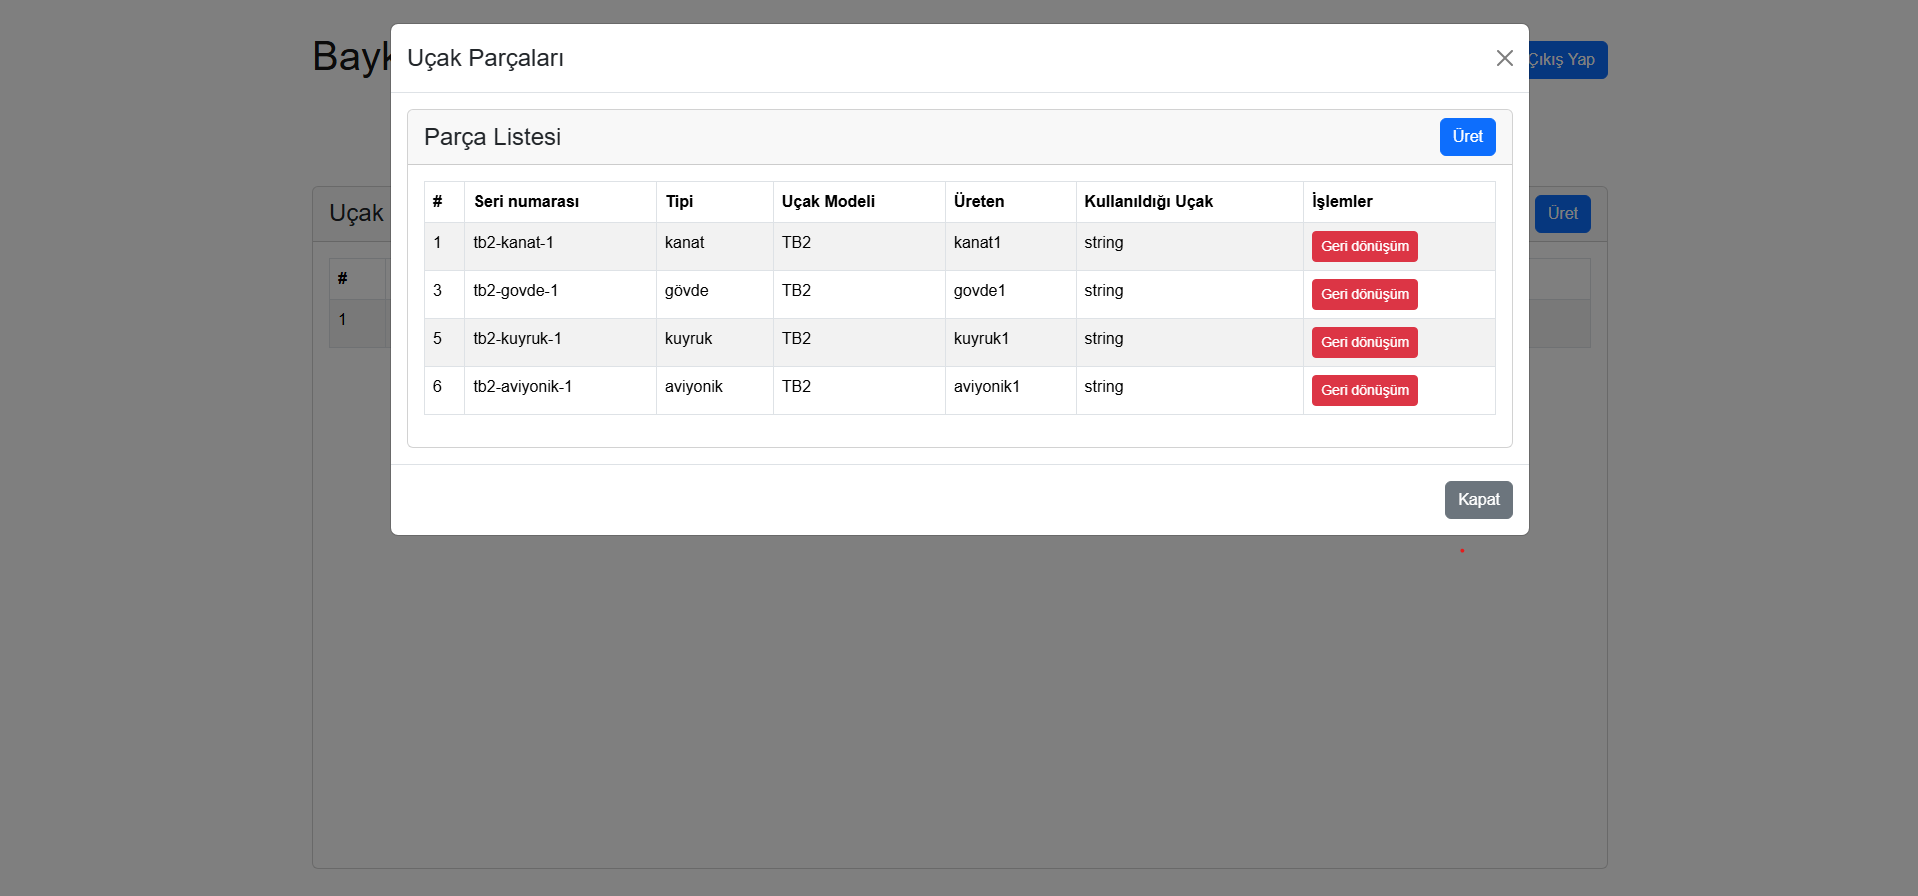 Uçak Parçaları
Çıkış Yap
Parça Listesi
Üret
Uçak
Üret
# Seri numarası Tipi Uçak Modeli Üreten Kullanıldığı Uçak İşlemler
1 tb2-kanat-1 kanat TB2 kanat1 string Geri dönüşüm
3 tb2-govde-1 gövde TB2 govde1 string Geri dönüşüm
5 tb2-kuyruk-1 kuyruk TB2 kuyruk1 string Geri dönüşüm
6 tb2-aviyonik-1 aviyonik TB2 aviyonik1 string Geri dönüşüm
#
1
Kapat